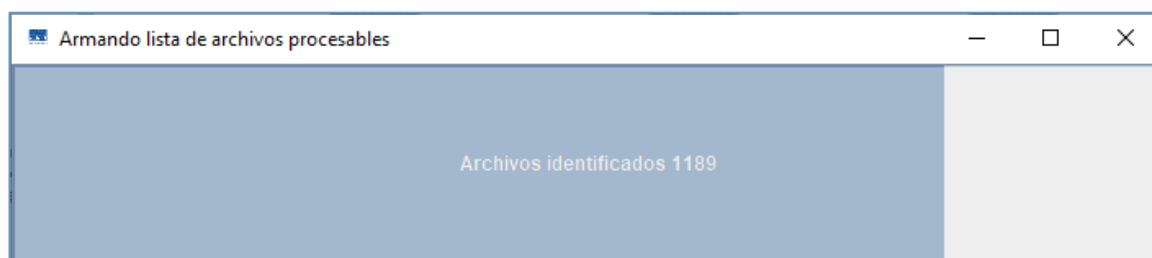 Armando lista de archivos procesables
Archivos identificados 1189